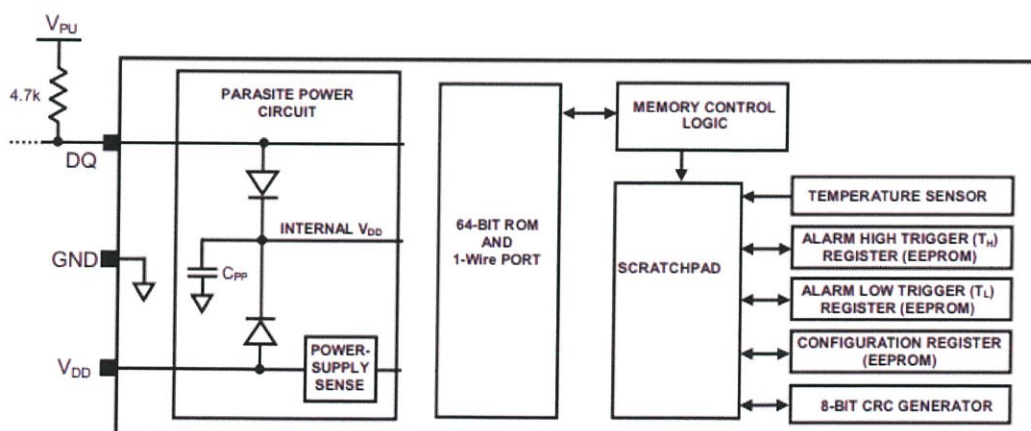 VPU
4.7k
DQ
GND
VDD
PARASITE POWER
CIRCUIT
INTERNAL VDD
CPP
POWER-
SUPPLY
SENSE
64-BIT ROM
AND
1-Wire PORT
MEMORY CONTROL
LOGIC
SCRATCHPAD
TEMPERATURE SENSOR
ALARM HIGH TRIGGER (TH)
REGISTER (EEPROM)
ALARM LOW TRIGGER (TL)
REGISTER (EEPROM)
CONFIGURATION REGISTER
(EEPROM)
8-BIT CRC GENERATOR